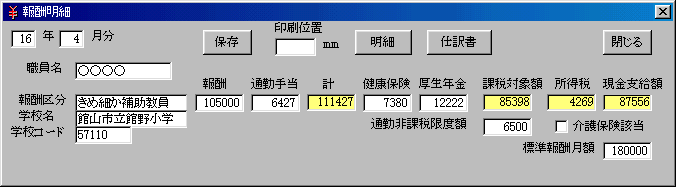 ¥ 報酬明細
16 年 4 月分 保存 印刷位置 mm 明細 仕訳書 閉じる
職員名 ○○○○
報酬 通勤手当 計 健康保険 厚生年金 課税対象額 所得税 現金支給額
報酬区分 きめ細か補助教員 105000 6427 111427 7380 12222 85398 4269 87556
学校名 館山市立館野小学
学校コード 57110 通勤非課税限度額 6500 介護保険該当
標準報酬月額 180000